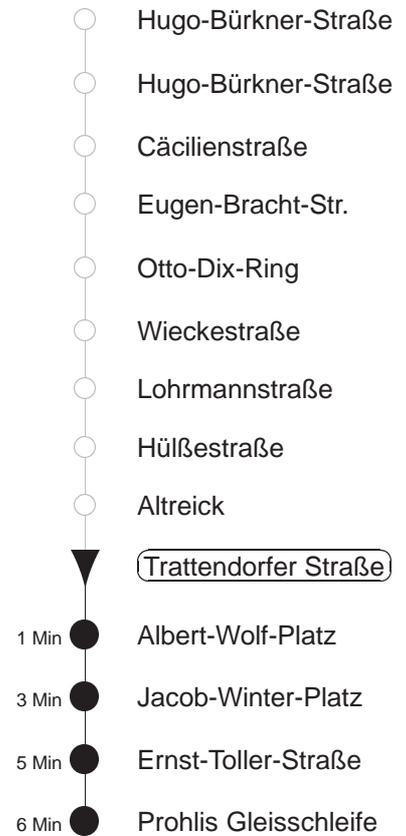 Hugo-Bürkner-Straße
Hugo-Bürkner-Straße
Cäcilienstraße
Eugen-Bracht-Str.
Otto-Dix-Ring
Wieckestraße
Lohrmannstraße
Hülßestraße
Altreick
Trattendorfer Straße
1 Min Albert-Wolf-Platz
3 Min Jacob-Winter-Platz
5 Min Ernst-Toller-Straße
6 Min Prohlis Gleisschleife